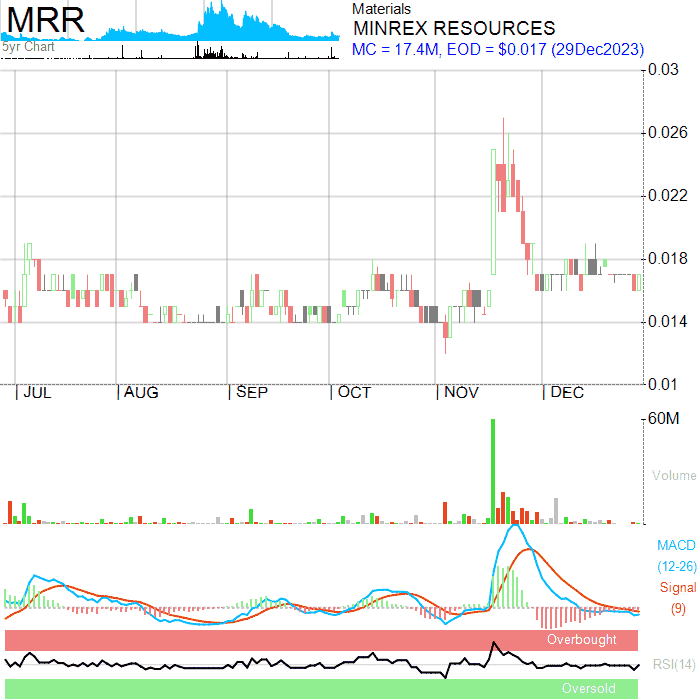 MRR
5yr Chart
Materials
MINREX RESOURCES
MC = 17.4M, EOD = $0.017 (29Dec2023)
0.03
0.026
0.022
0.018
0.014
0.01
|JUL |AUG |SEP |OCT |NOV |DEC
60M
Volume
MACD
(12-26)
Signal
(9)
Overbought
RSI(14)
Oversold